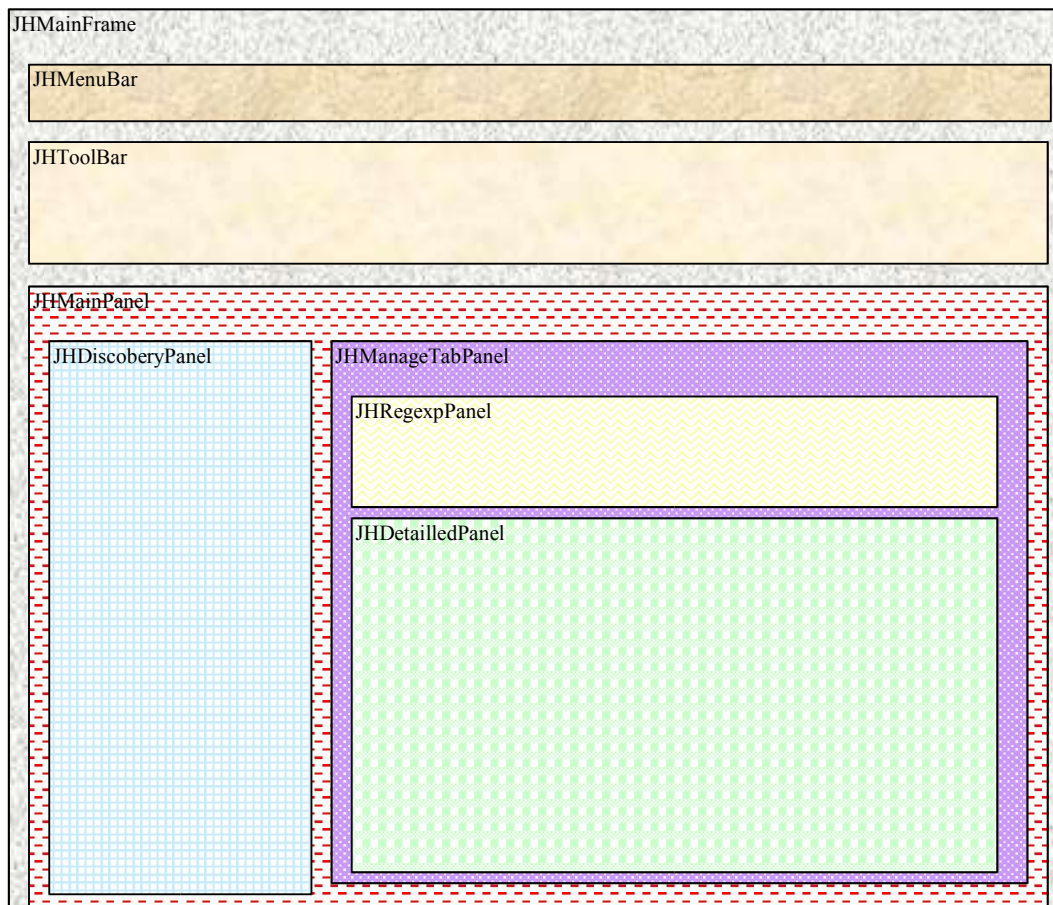 JHMainFrame
JHMenuBar
JHToolBar
JHMainPanel
JHDiscoberyPanel
JHManageTabPanel
JHRegexpPanel
JHDetailledPanel